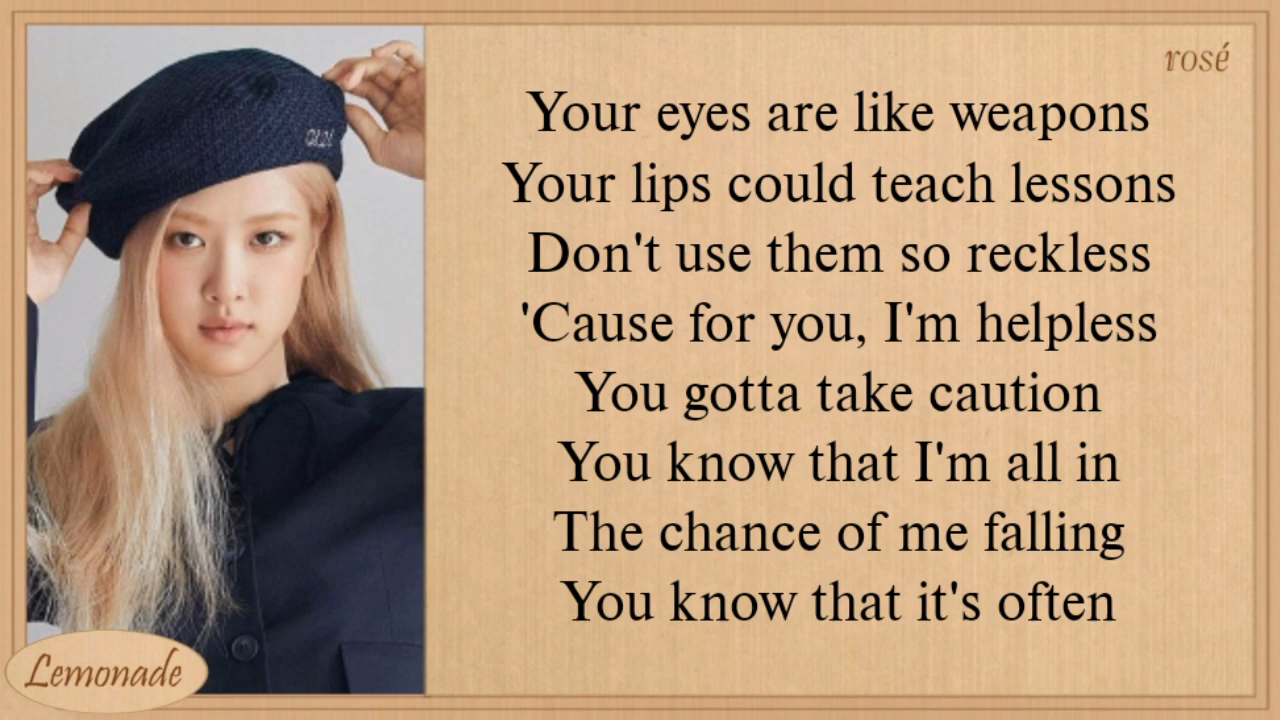 rosé
Your eyes are like weapons
Your lips could teach lessons
Don't use them so reckless
'Cause for you, I'm helpless
You gotta take caution
You know that I'm all in
The chance of me falling
You know that it's often
Lemonade